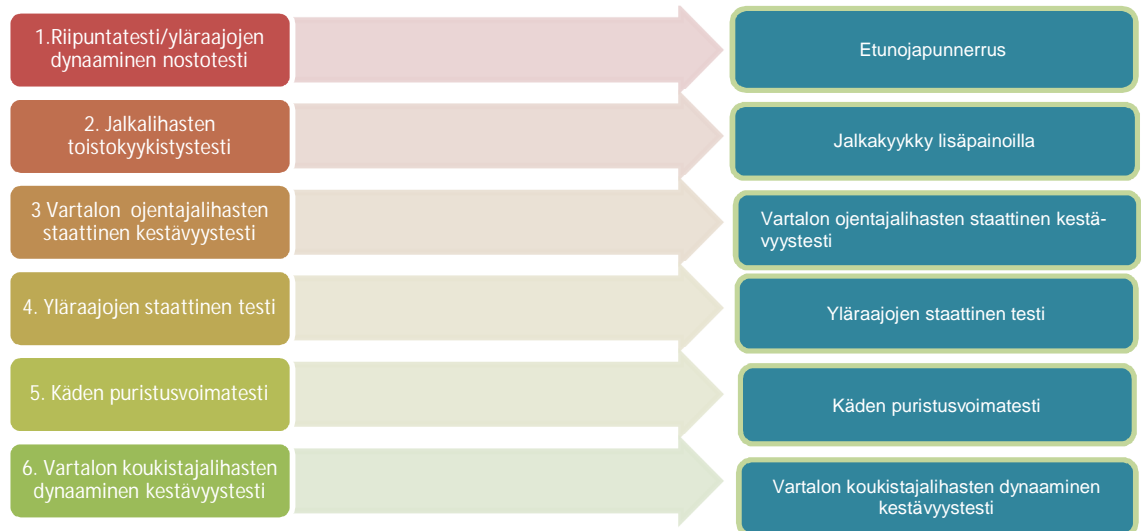 1.Riipuntatesti/yläraajojen
dynaaminen nostotesti
Etunojapunnerrus
2. Jalkalihasten
toistokyykistystesti
Jalkakyykky lisäpainoilla
3 Vartalon ojentajalihasten
staattinen kestävyystesti
Vartalon ojentajalihasten staattinen kestä-
vyystesti
4. Yläraajojen staattinen testi
Yläraajojen staattinen testi
5. Käden puristusvoimatesti
Käden puristusvoimatesti
6. Vartalon koukistajalihasten
dynaaminen kestävyystesti
Vartalon koukistajalihasten dynaaminen
kestävyystesti